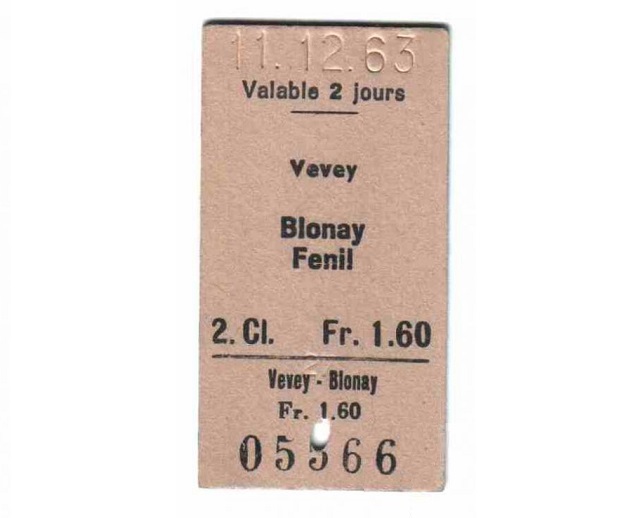 11.12.63
Valable 2 jours
Vevey
Blonay
Fenil
2. Cl. Fr. 1.60
2
Vevey - Blonay
Fr. 1.60
05566